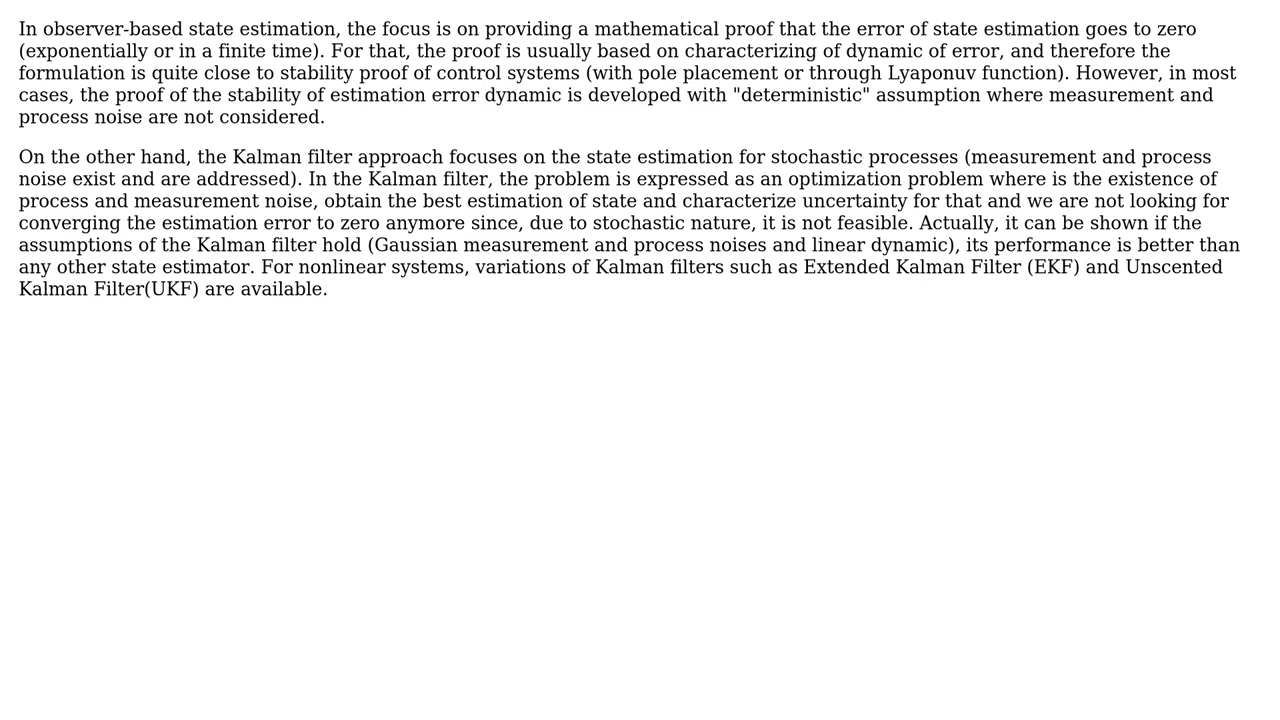 In observer-based state estimation, the focus is on providing a mathematical proof that the error of state estimation goes to zero
(exponentially or in a finite time). For that, the proof is usually based on characterizing of dynamic of error, and therefore the
formulation is quite close to stability proof of control systems (with pole placement or through Lyaponuv function). However, in most
cases, the proof of the stability of estimation error dynamic is developed with "deterministic" assumption where measurement and
process noise are not considered.
On the other hand, the Kalman filter approach focuses on the state estimation for stochastic processes (measurement and process
noise exist and are addressed). In the Kalman filter, the problem is expressed as an optimization problem where is the existence of
process and measurement noise, obtain the best estimation of state and characterize uncertainty for that and we are not looking for
converging the estimation error to zero anymore since, due to stochastic nature, it is not feasible. Actually, it can be shown if the
assumptions of the Kalman filter hold (Gaussian measurement and process noises and linear dynamic), its performance is better than
any other state estimator. For nonlinear systems, variations of Kalman filters such as Extended Kalman Filter (EKF) and Unscented
Kalman Filter(UKF) are available.